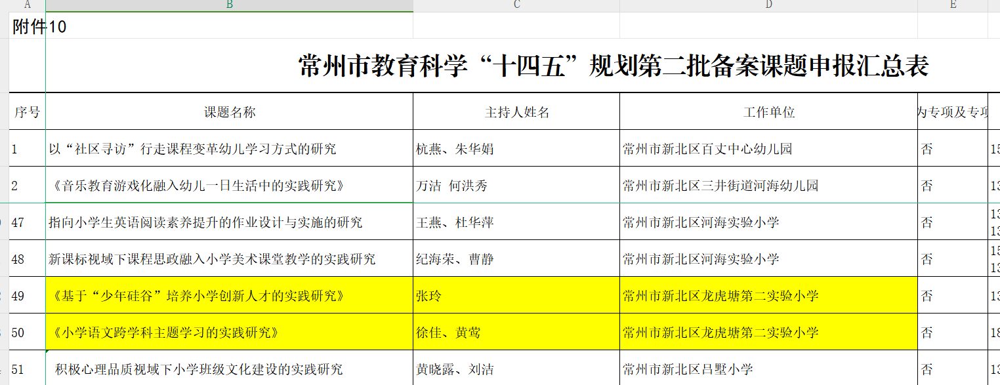 A B C D E
附件10
常州市教育科学“十四五”规划第二批备案课题申报汇总表
序号 课题名称 主持人姓名 工作单位 为专项及专项
1 以“社区寻访”行走课程变革幼儿学习方式的研究 杭燕、朱华娟 常州市新北区百丈中心幼儿园 否 15
2 《音乐教育游戏化融入幼儿一日生活中的实践研究》 万洁 何洪秀 常州市新北区三井街道河海幼儿园 否 13
47 指向小学生英语阅读素养提升的作业设计与实施的研究 王燕、杜华萍 常州市新北区河海实验小学 否 13
13
48 新课标视域下课程思政融入小学美术课堂教学的实践研究 纪海荣、曹静 常州市新北区河海实验小学 否 15
13
49 《基于“少年硅谷”培养小学创新人才的实践研究》 张玲 常州市新北区龙虎塘第二实验小学 否 13
50 《小学语文跨学科主题学习的实践研究》 徐佳、黄莺 常州市新北区龙虎塘第二实验小学 否 18
51 积极心理品质视域下小学班级文化建设的实践研究 黄晓露、刘洁 常州市新北区吕墅小学 否 13